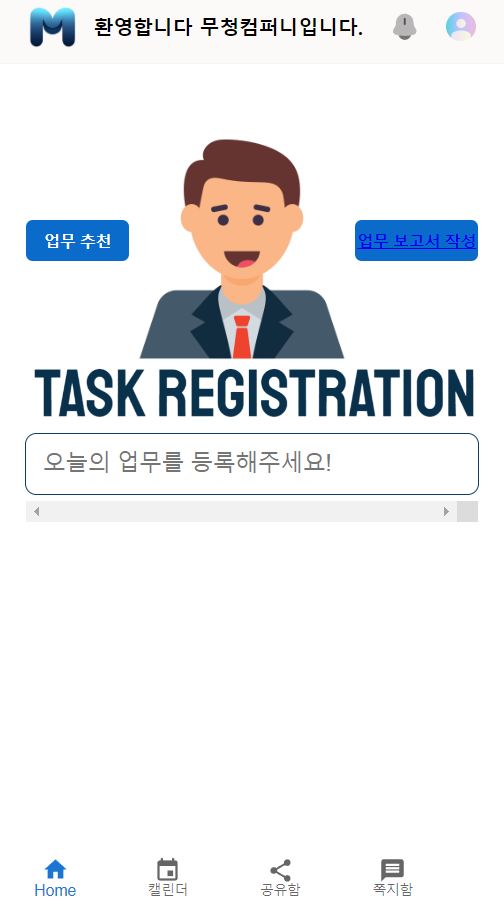 환영합니다 무청컴퍼니입니다.
업무 추천
업무 보고서 작성
TASK REGISTRATION
오늘의 업무를 등록해주세요!
Home
캘린더
공유함
쪽지함